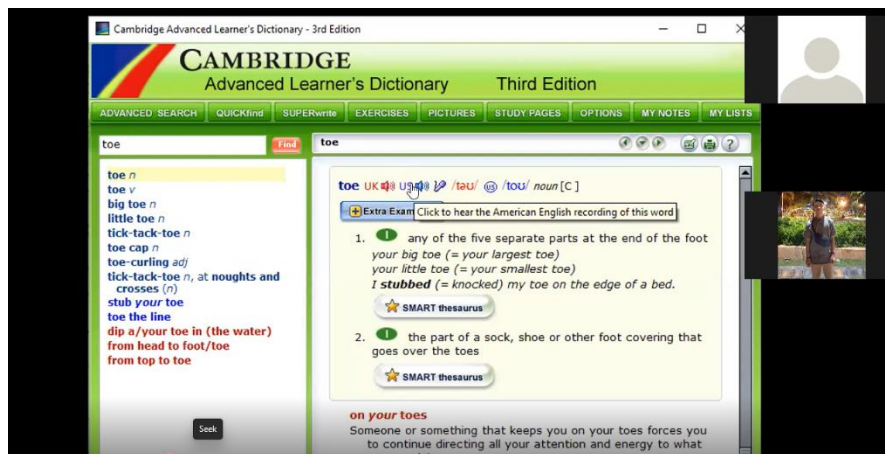 Cambridge Advanced Learner's Dictionary - 3rd Edition
CAMBRIDGE
Advanced Learner's Dictionary Third Edition
ADVANCED SEARCH QUICKfind SUPERwrite EXERCISES PICTURES STUDY PAGES OPTIONS MY NOTES MY LISTS
toe Find
toe n
toe v
big toe n
little toe n
tick-tack-toe n
toe cap n
toe-curling adj
tick-tack-toe n, at noughts and
crosses (n)
stub your toe
toe the line
dip a/your toe in (the water)
from head to foot/toe
from top to toe
Seek
toe
toe UK US /təʊ/ US /toʊ/ noun [C ]
Extra Exam
Click to hear the American English recording of this word
1. I any of the five separate parts at the end of the foot
your big toe (= your largest toe)
your little toe (= your smallest toe)
I stubbed (= knocked) my toe on the edge of a bed.
SMART thesaurus
2. I the part of a sock, shoe or other foot covering that
goes over the toes
SMART thesaurus
on your toes
Someone or something that keeps you on your toes forces you
to continue directing all your attention and energy to what